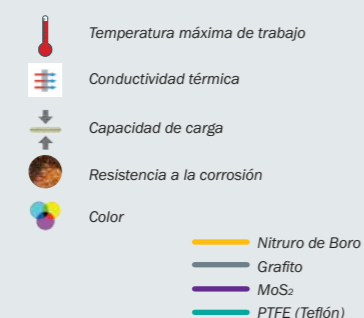 Temperatura máxima de trabajo
Conductividad térmica
Capacidad de carga
Resistencia a la corrosión
Color
Nitruro de Boro
Grafito
MoS₂
PTFE (Teflón)